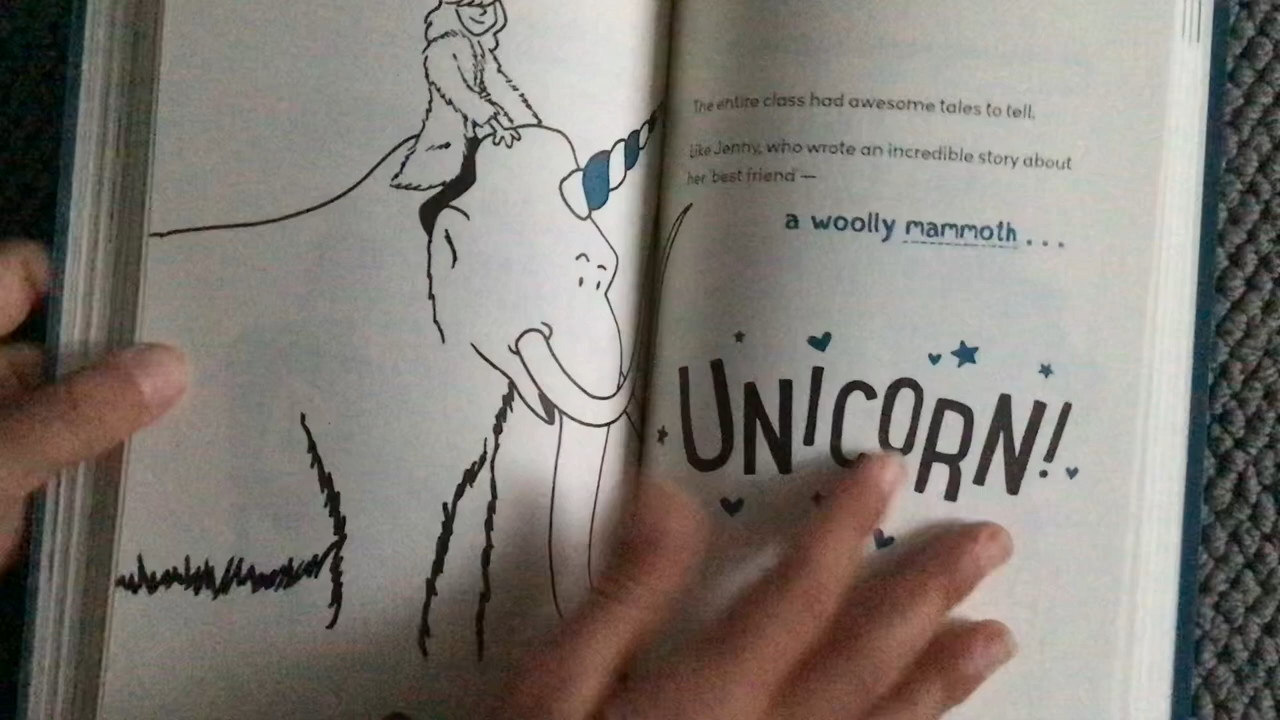 The entire class had awesome tales to tell.
Like Jenny, who wrote an incredible story about
her best friend —
a woolly mammoth . . .
UNICORN!